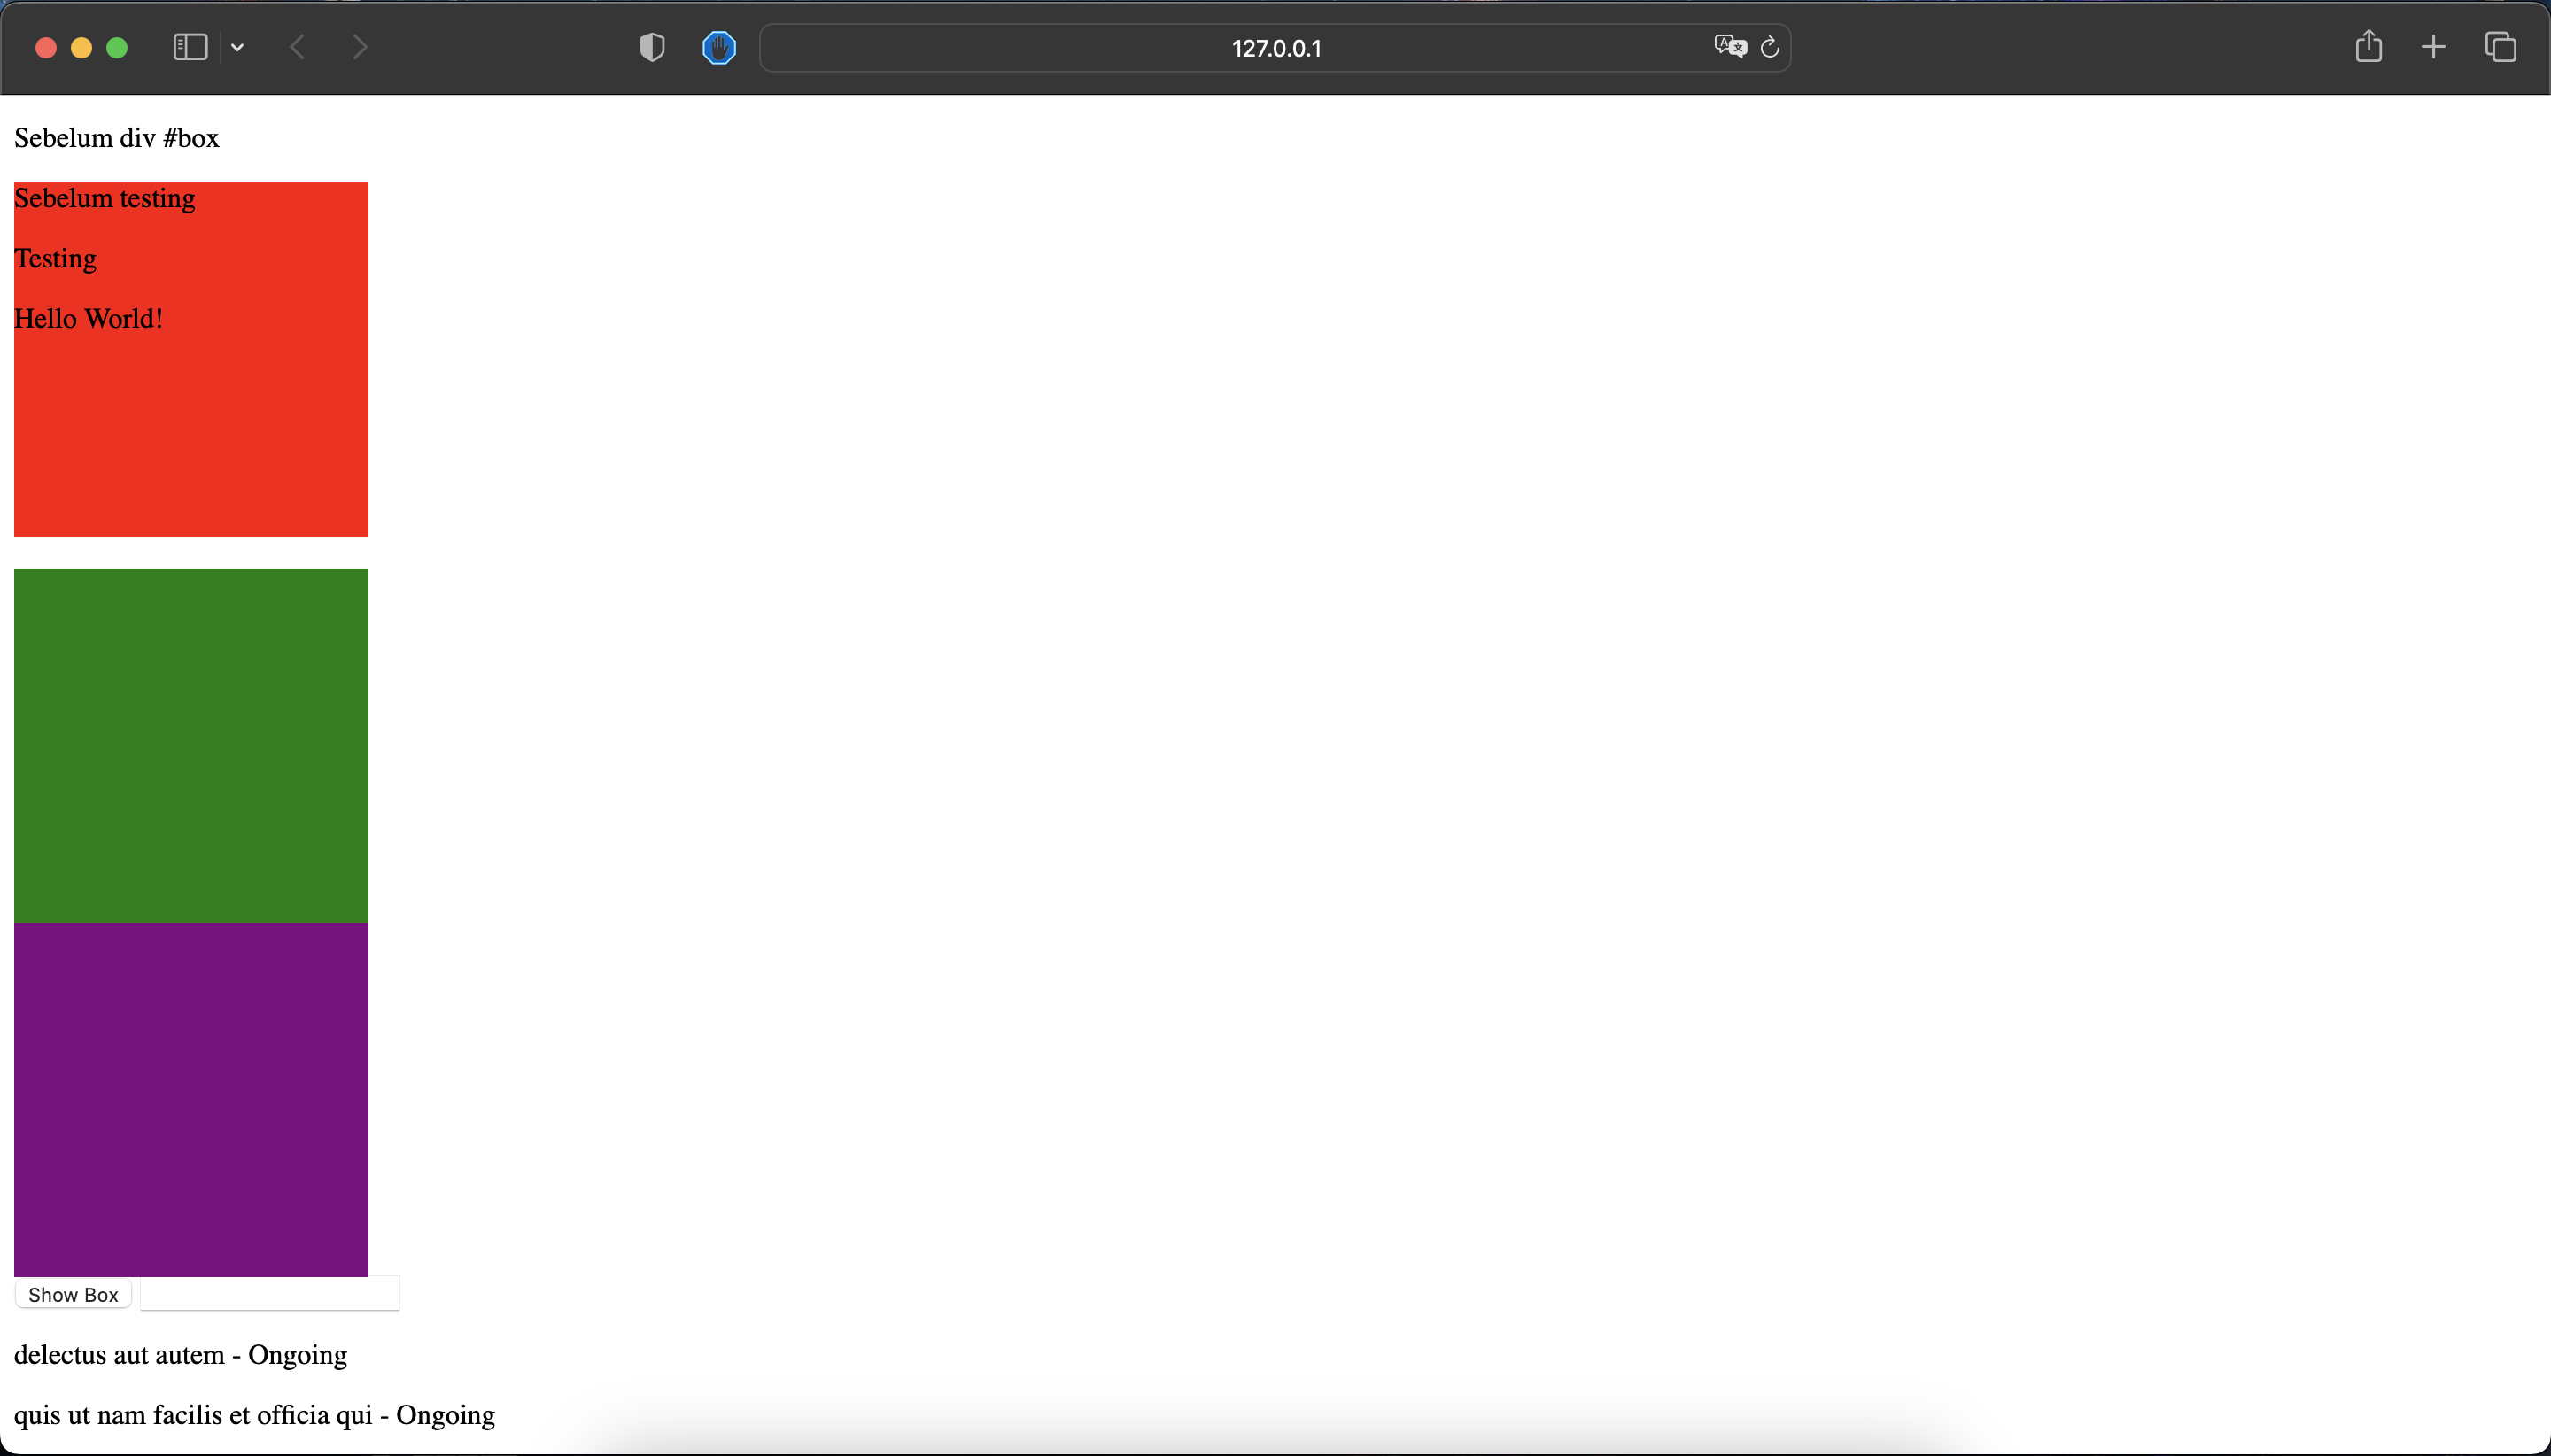 127.0.0.1
Sebelum div #box
Sebelum testing
Testing
Hello World!
Show Box
delectus aut autem - Ongoing
quis ut nam facilis et officia qui - Ongoing